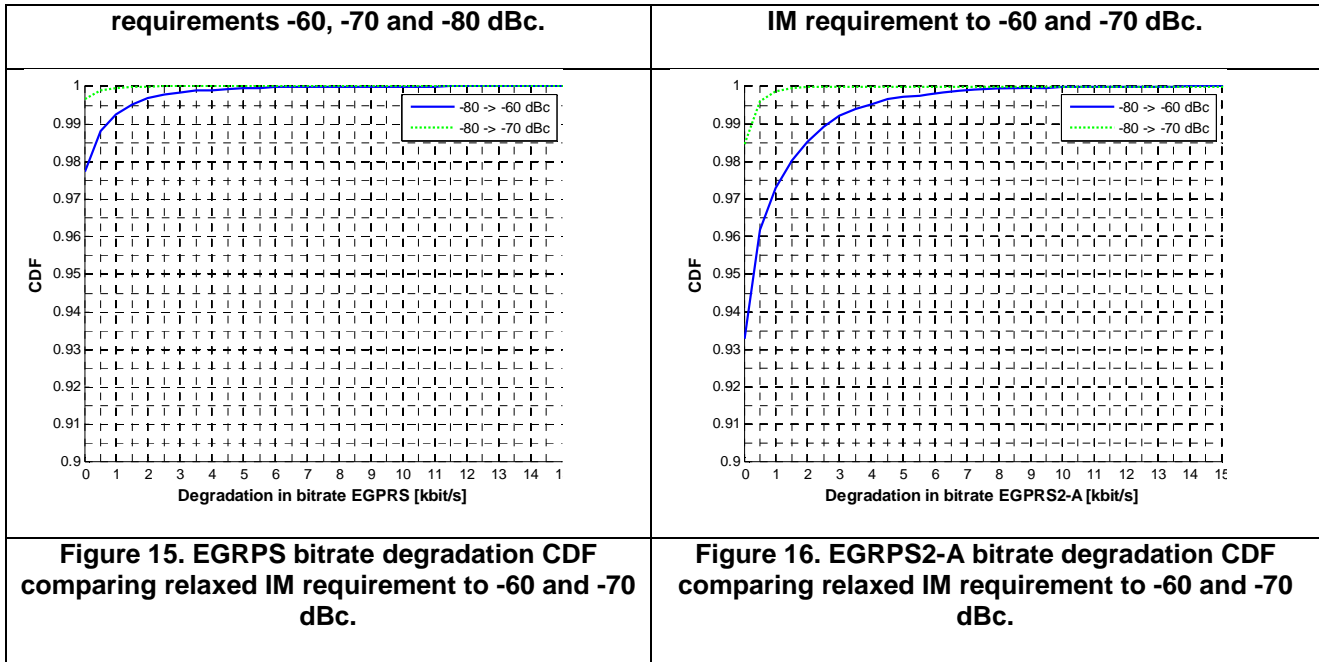 requirements -60, -70 and -80 dBc.
IM requirement to -60 and -70 dBc.
1
0.99
0.98
0.97
0.96
0.95
0.94
0.93
0.92
0.91
0.9
CDF
-80 -> -60 dBc
-80 -> -70 dBc
0 1 2 3 4 5 6 7 8 9 10 11 12 13 14 1
Degradation in bitrate EGPRS [kbit/s]
1
0.99
0.98
0.97
0.96
0.95
0.94
0.93
0.92
0.91
0.9
CDF
-80 -> -60 dBc
-80 -> -70 dBc
0 1 2 3 4 5 6 7 8 9 10 11 12 13 14 15
Degradation in bitrate EGPRS2-A [kbit/s]
Figure 15. EGRPS bitrate degradation CDF
comparing relaxed IM requirement to -60 and -70
dBc.
Figure 16. EGRPS2-A bitrate degradation CDF
comparing relaxed IM requirement to -60 and -70
dBc.